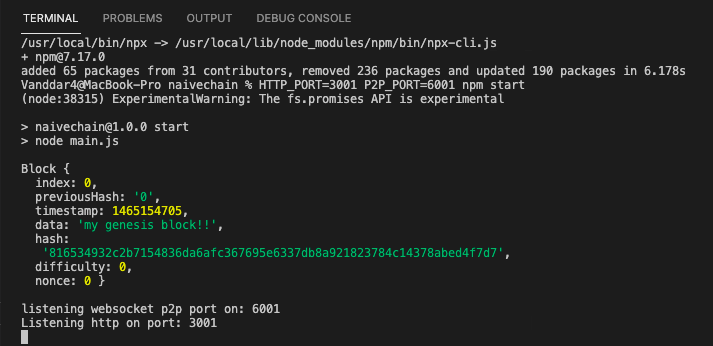 TERMINAL PROBLEMS OUTPUT DEBUG CONSOLE
/usr/local/bin/npx -> /usr/local/lib/node_modules/npm/bin/npx-cli.js
+ npm@7.17.0
added 65 packages from 31 contributors, removed 236 packages and updated 190 packages in 6.178s
Vanddar4@MacBook-Pro naivechain % HTTP_PORT=3001 P2P_PORT=6001 npm start
(node:38315) ExperimentalWarning: The fs.promises API is experimental
> naivechain@1.0.0 start
> node main.js
Block {
  index: 0,
  previousHash: '0',
  timestamp: 1465154705,
  data: 'my genesis block!!',
  hash:
   '816534932c2b7154836da6afc367695e6337db8a921823784c14378abed4f7d7',
  difficulty: 0,
  nonce: 0 }
listening websocket p2p port on: 6001
Listening http on port: 3001